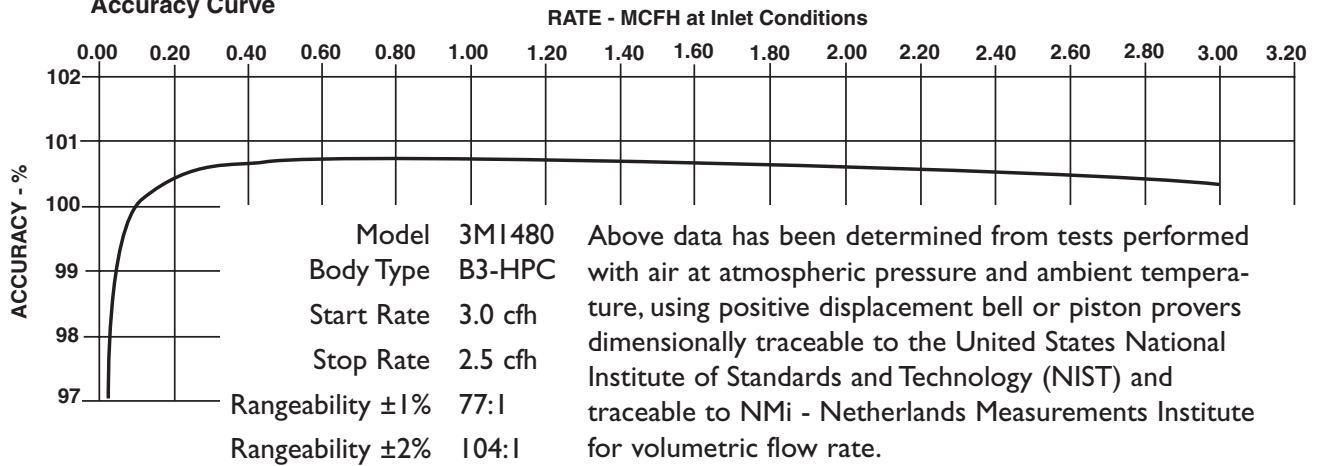 Accuracy Curve
RATE - MCFH at Inlet Conditions
0.00 0.20 0.40 0.60 0.80 1.00 1.20 1.40 1.60 1.80 2.00 2.20 2.40 2.60 2.80 3.00 3.20
102
101
100
99
98
97
ACCURACY - %
Model 3M1480
Body Type B3-HPC
Start Rate 3.0 cfh
Stop Rate 2.5 cfh
Rangeability ±1% 77:1
Rangeability ±2% 104:1
Above data has been determined from tests performed
with air at atmospheric pressure and ambient tempera-
ture, using positive displacement bell or piston provers
dimensionally traceable to the United States National
Institute of Standards and Technology (NIST) and
traceable to NMi - Netherlands Measurements Institute
for volumetric flow rate.